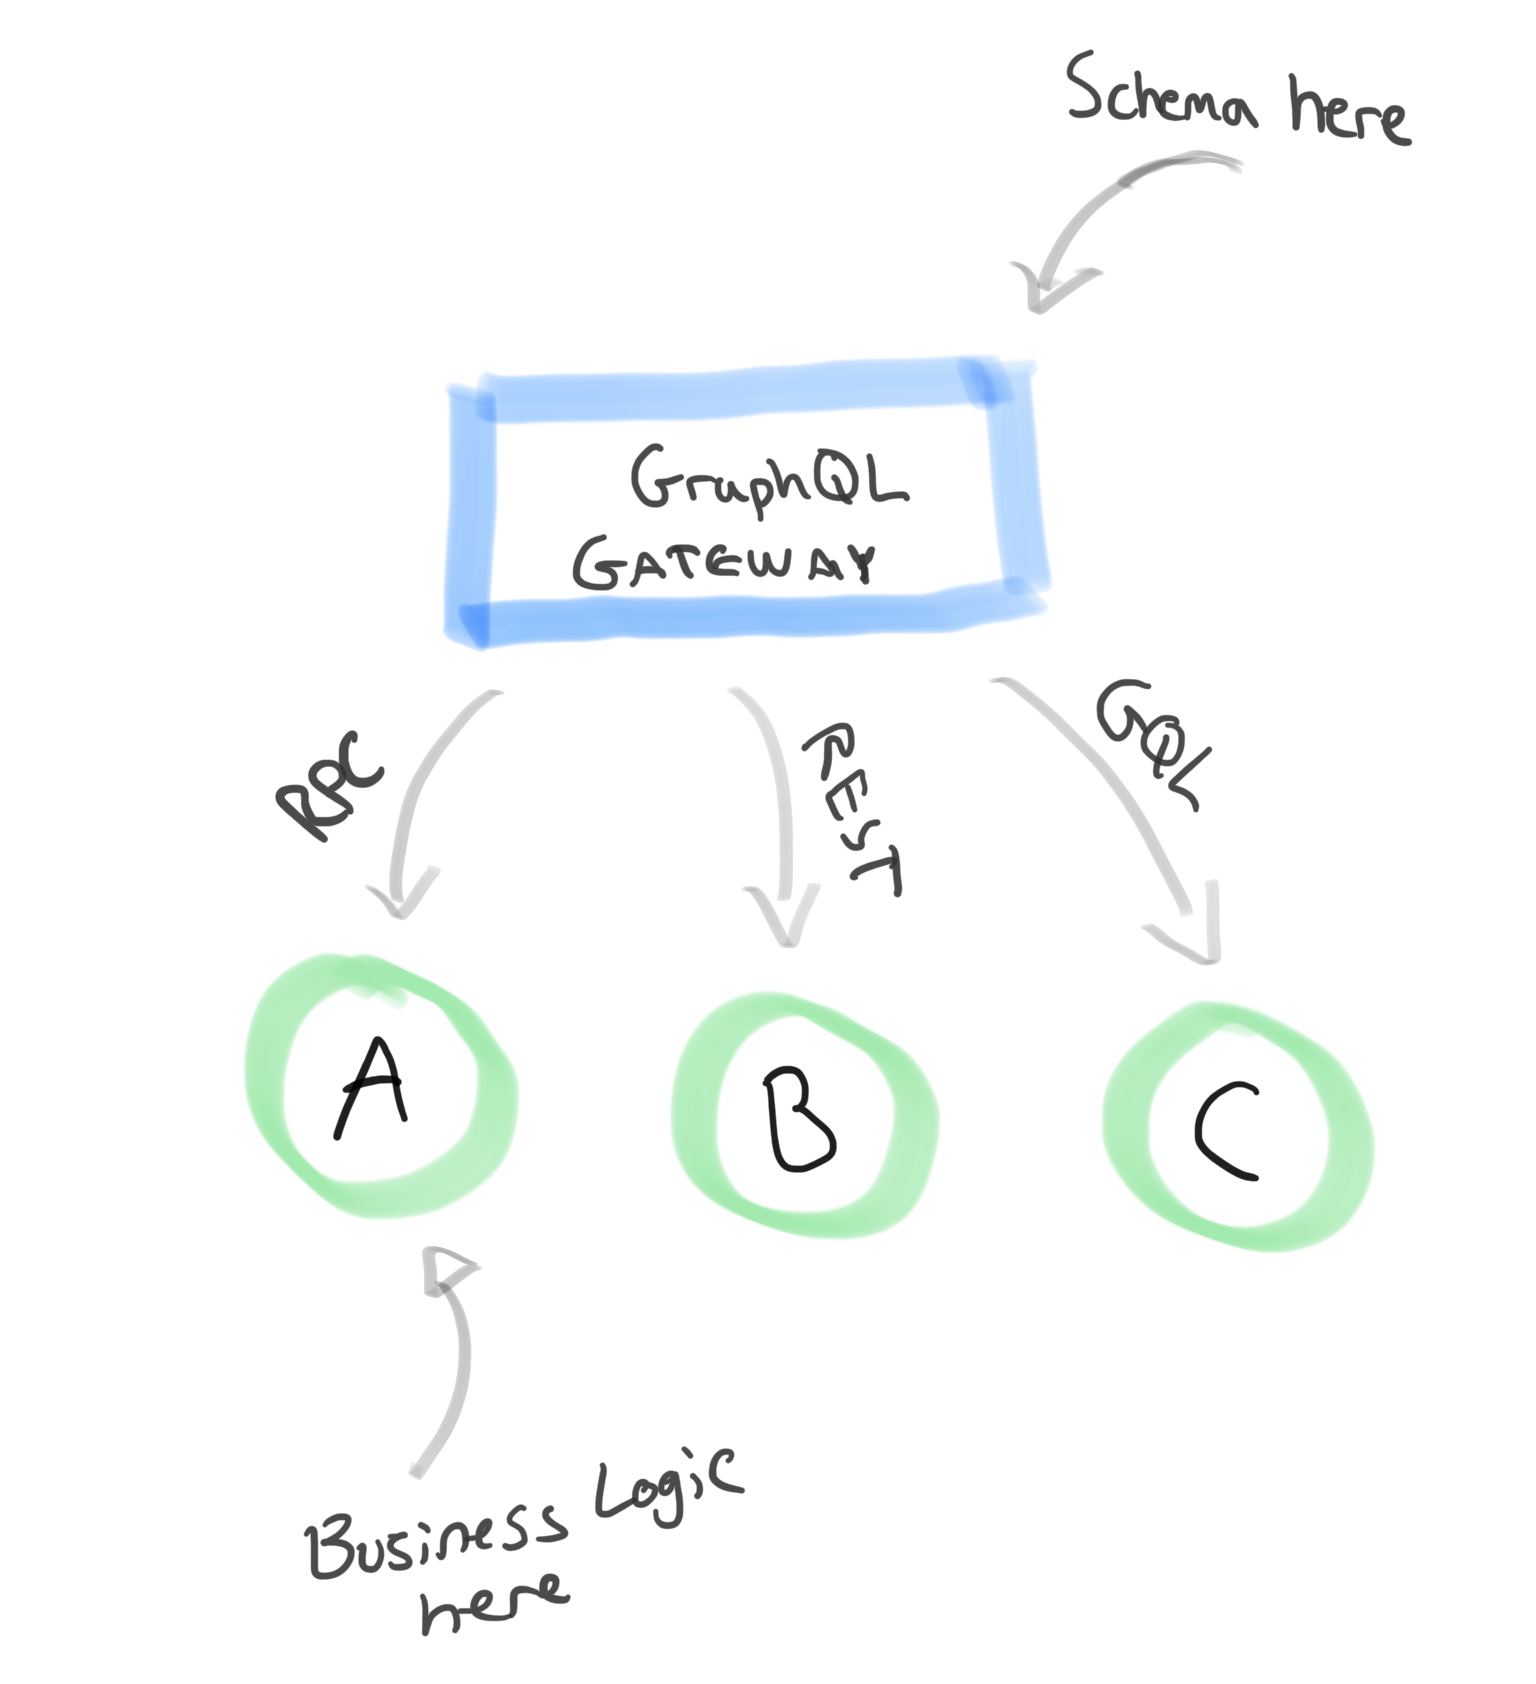 Schema here
GraphQL
GATEWAY
RPC
REST
GQL
A
B
C
Business Logic
here